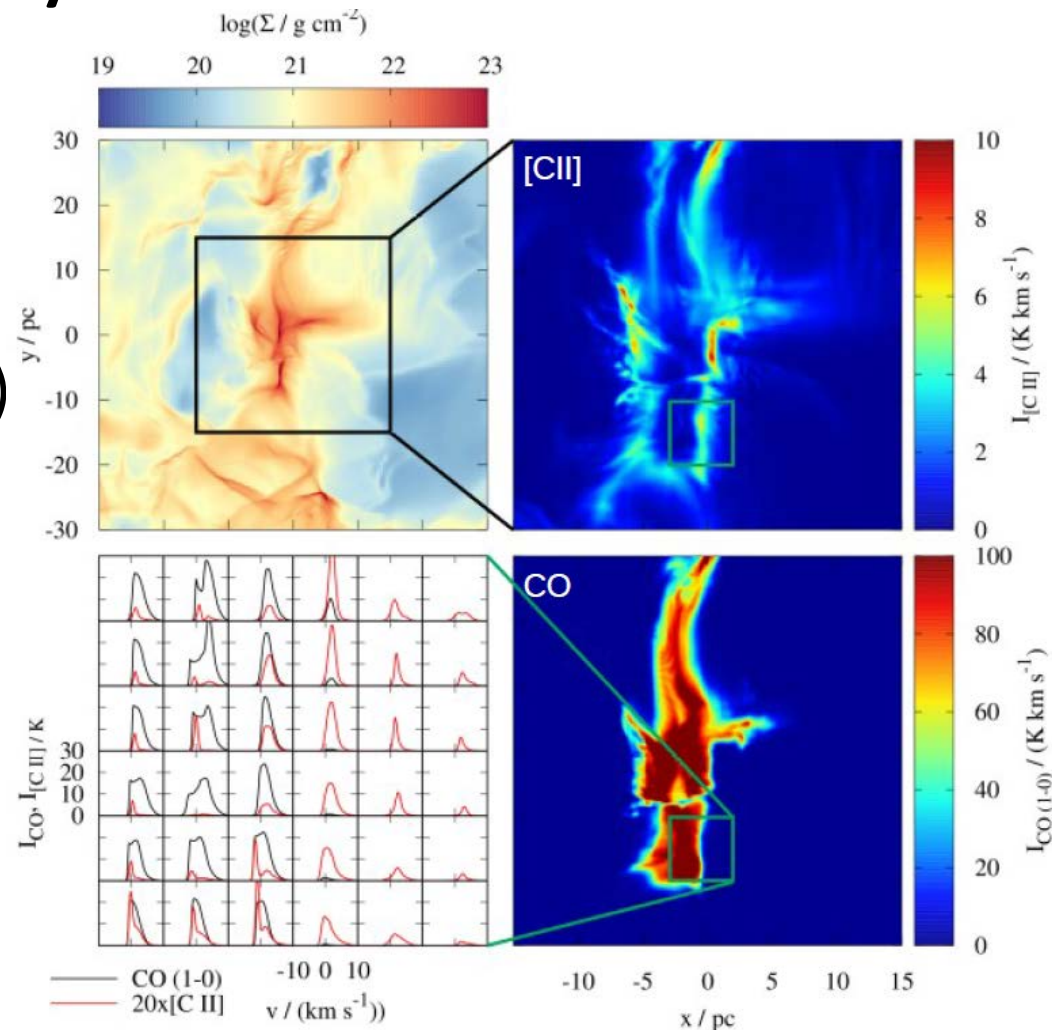 log(Σ / g cm⁻²)
19 20 21 22 23
30
20
10
0
-10
-20
-30
y / pc
[CII]
10
8
6
4
2
0
I[C II] / (K km s⁻¹)
CO
100
80
60
40
20
0
I CO (1-0) / (K km s⁻¹)
30
20
10
0
I CO, I[C II] / K
-10 0 10
v / (km s⁻¹))
CO (1-0)
20x[C II]
-10 -5 0 5 10 15
x / pc
)